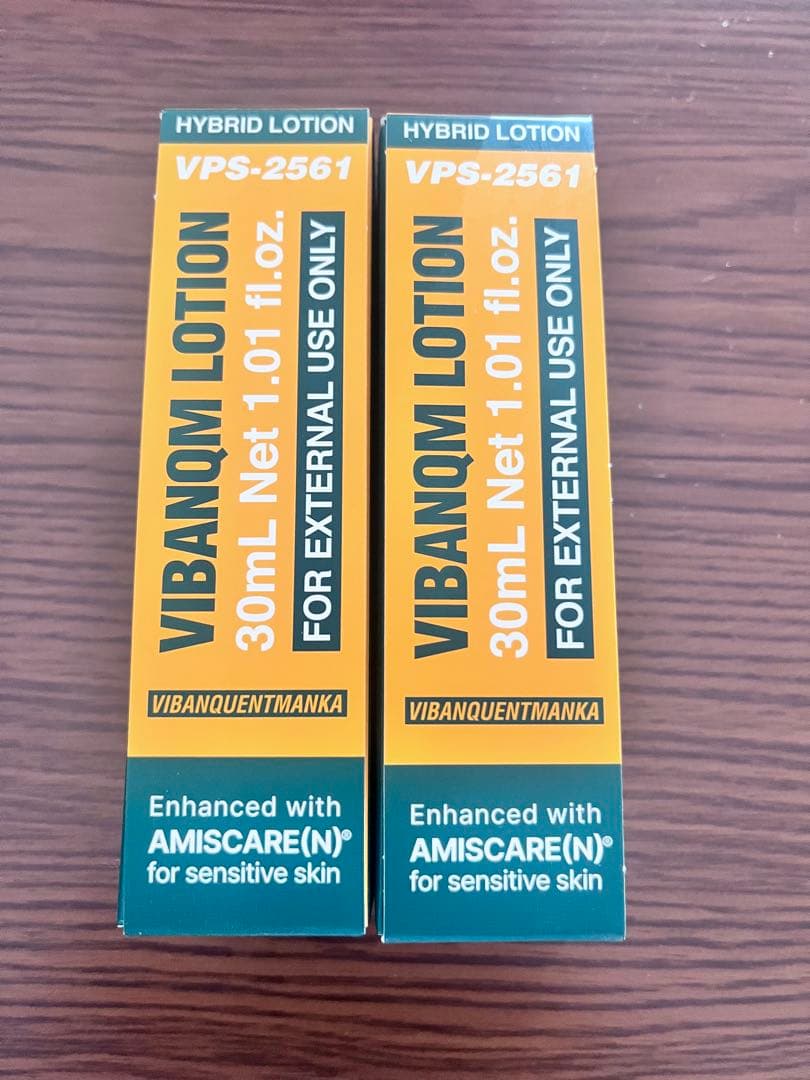 HYBRID LOTION
VPS-2561
VIBANQM LOTION
30mL Net 1.01 fl.oz.
FOR EXTERNAL USE ONLY
VIBANQUENTMANKA
Enhanced with
AMISCARE(N)®
for sensitive skin
HYBRID LOTION
VPS-2561
VIBANQM LOTION
30mL Net 1.01 fl.oz.
FOR EXTERNAL USE ONLY
VIBANQUENTMANKA
Enhanced with
AMISCARE(N)®
for sensitive skin